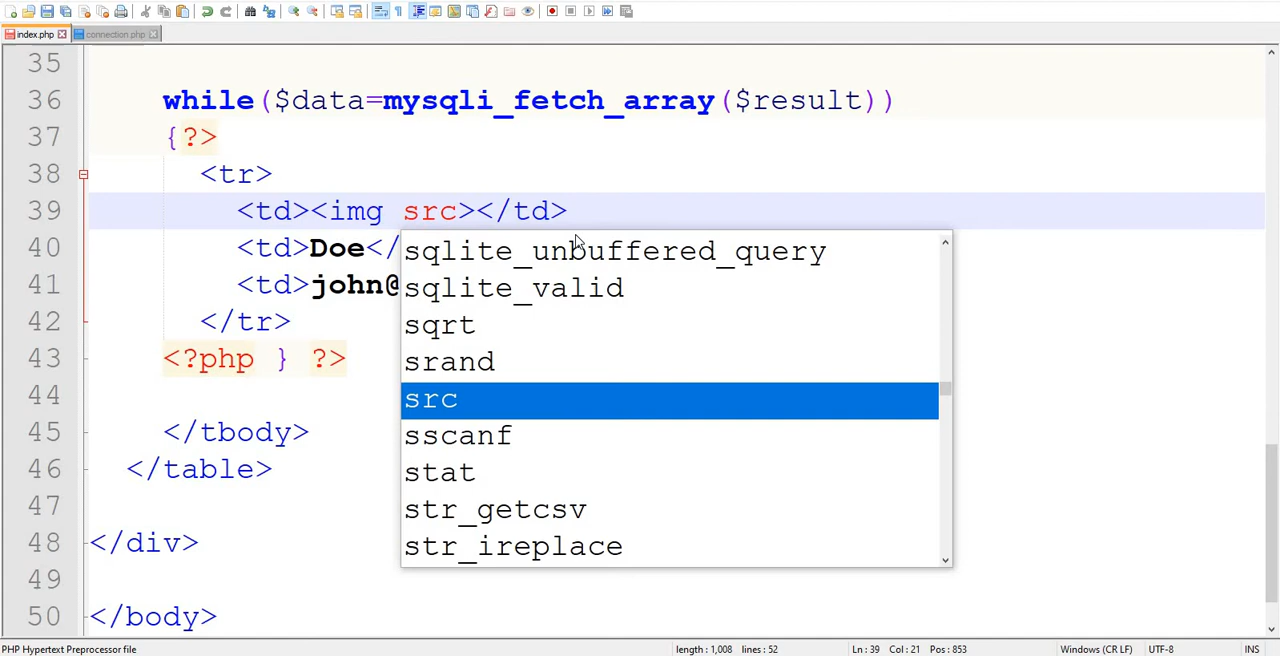 index.php connection.php
35
36 while($data=mysqli_fetch_array($result))
37 {?>
38 <tr>
39 <td><img src></td>
40 <td>Doe</
41 <td>john@
42 </tr>
43 <?php } ?>
44
45 </tbody>
46 </table>
47
48 </div>
49
50 </body>
sqlite_unbuffered_query
sqlite_valid
sqrt
srand
src
sscanf
stat
str_getcsv
str_ireplace
PHP Hypertext Preprocessor file length : 1,008 lines : 52 Ln : 39 Col : 21 Pos : 853 Windows (CR LF) UTF-8 INS